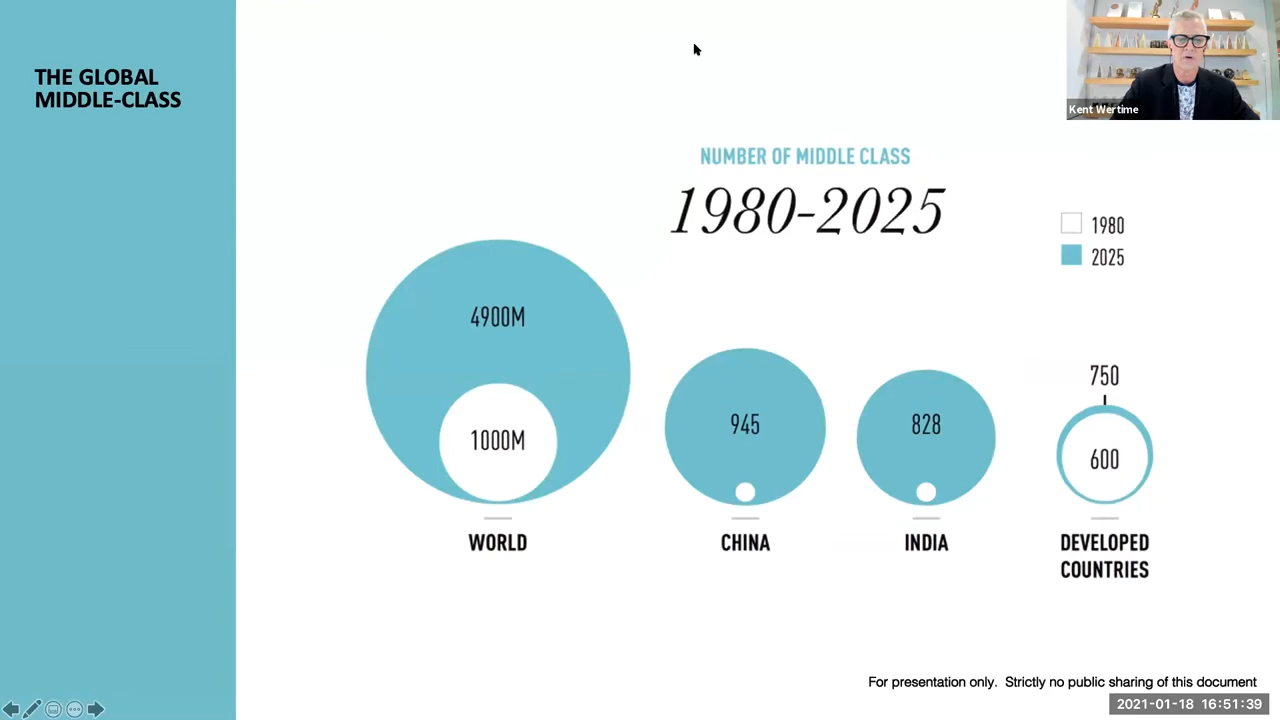 THE GLOBAL
MIDDLE-CLASS
Kent Wertime
NUMBER OF MIDDLE CLASS
1980-2025
1980
2025
4900M
1000M
945
828
750
600
WORLD
CHINA
INDIA
DEVELOPED
COUNTRIES
For presentation only. Strictly no public sharing of this document
2021-01-18 16:51:39